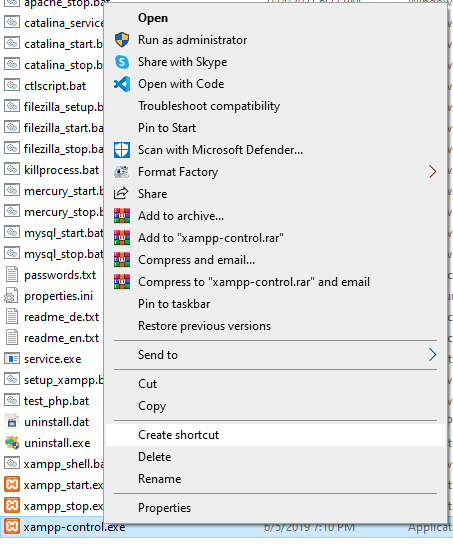 apache_stop.bat
catalina_service
catalina_start.ba
catalina_stop.ba
ctlscript.bat
filezilla_setup.b
filezilla_start.ba
filezilla_stop.ba
killprocess.bat
mercury_start.b
mercury_stop.b
mysql_start.bat
mysql_stop.bat
passwords.txt
properties.ini
readme_de.txt
readme_en.txt
service.exe
setup_xampp.b
test_php.bat
uninstall.dat
uninstall.exe
xampp_shell.ba
xampp_start.ex
xampp_stop.ex
xampp-control.exe
6/5/2019 7:10 PM
Applicat
Open
Run as administrator
Share with Skype
Open with Code
Troubleshoot compatibility
Pin to Start
Scan with Microsoft Defender...
Format Factory
Share
Add to archive...
Add to "xampp-control.rar"
Compress and email...
Compress to "xampp-control.rar" and email
Pin to taskbar
Restore previous versions
Send to
Cut
Copy
Create shortcut
Delete
Rename
Properties